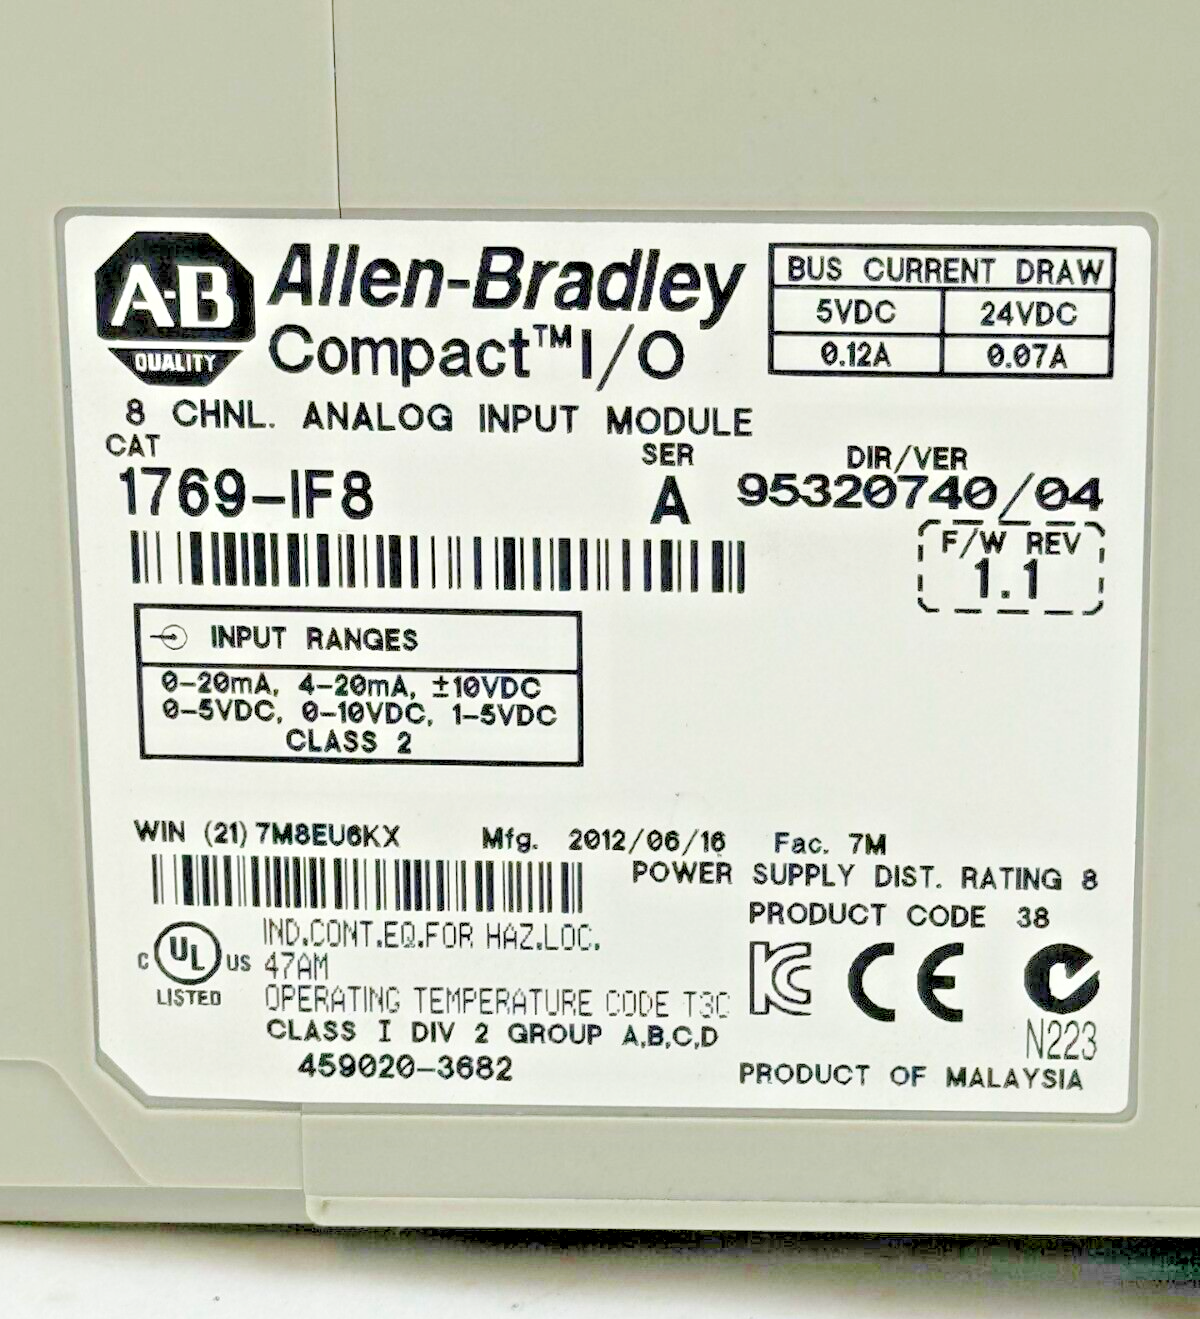 A-B
QUALITY
Allen-Bradley
Compact™ I/O
BUS CURRENT DRAW
5VDC 24VDC
0.12A 0.07A
8 CHNL. ANALOG INPUT MODULE
CAT SER DIR/VER
1769-IF8 A 95320740/04
F/W REV
1.1
INPUT RANGES
0-20mA, 4-20mA, ±10VDC
0-5VDC, 0-10VDC, 1-5VDC
CLASS 2
WIN (21) 7M8EU6KX Mfg. 2012/06/16 Fac. 7M
POWER SUPPLY DIST. RATING 8
PRODUCT CODE 38
IND.CONT.EQ.FOR HAZ.LOC.
C UL US 47AM
LISTED
OPERATING TEMPERATURE CODE T3C
CLASS I DIV 2 GROUP A,B,C,D
459020-3682
KC CE
N223
PRODUCT OF MALAYSIA